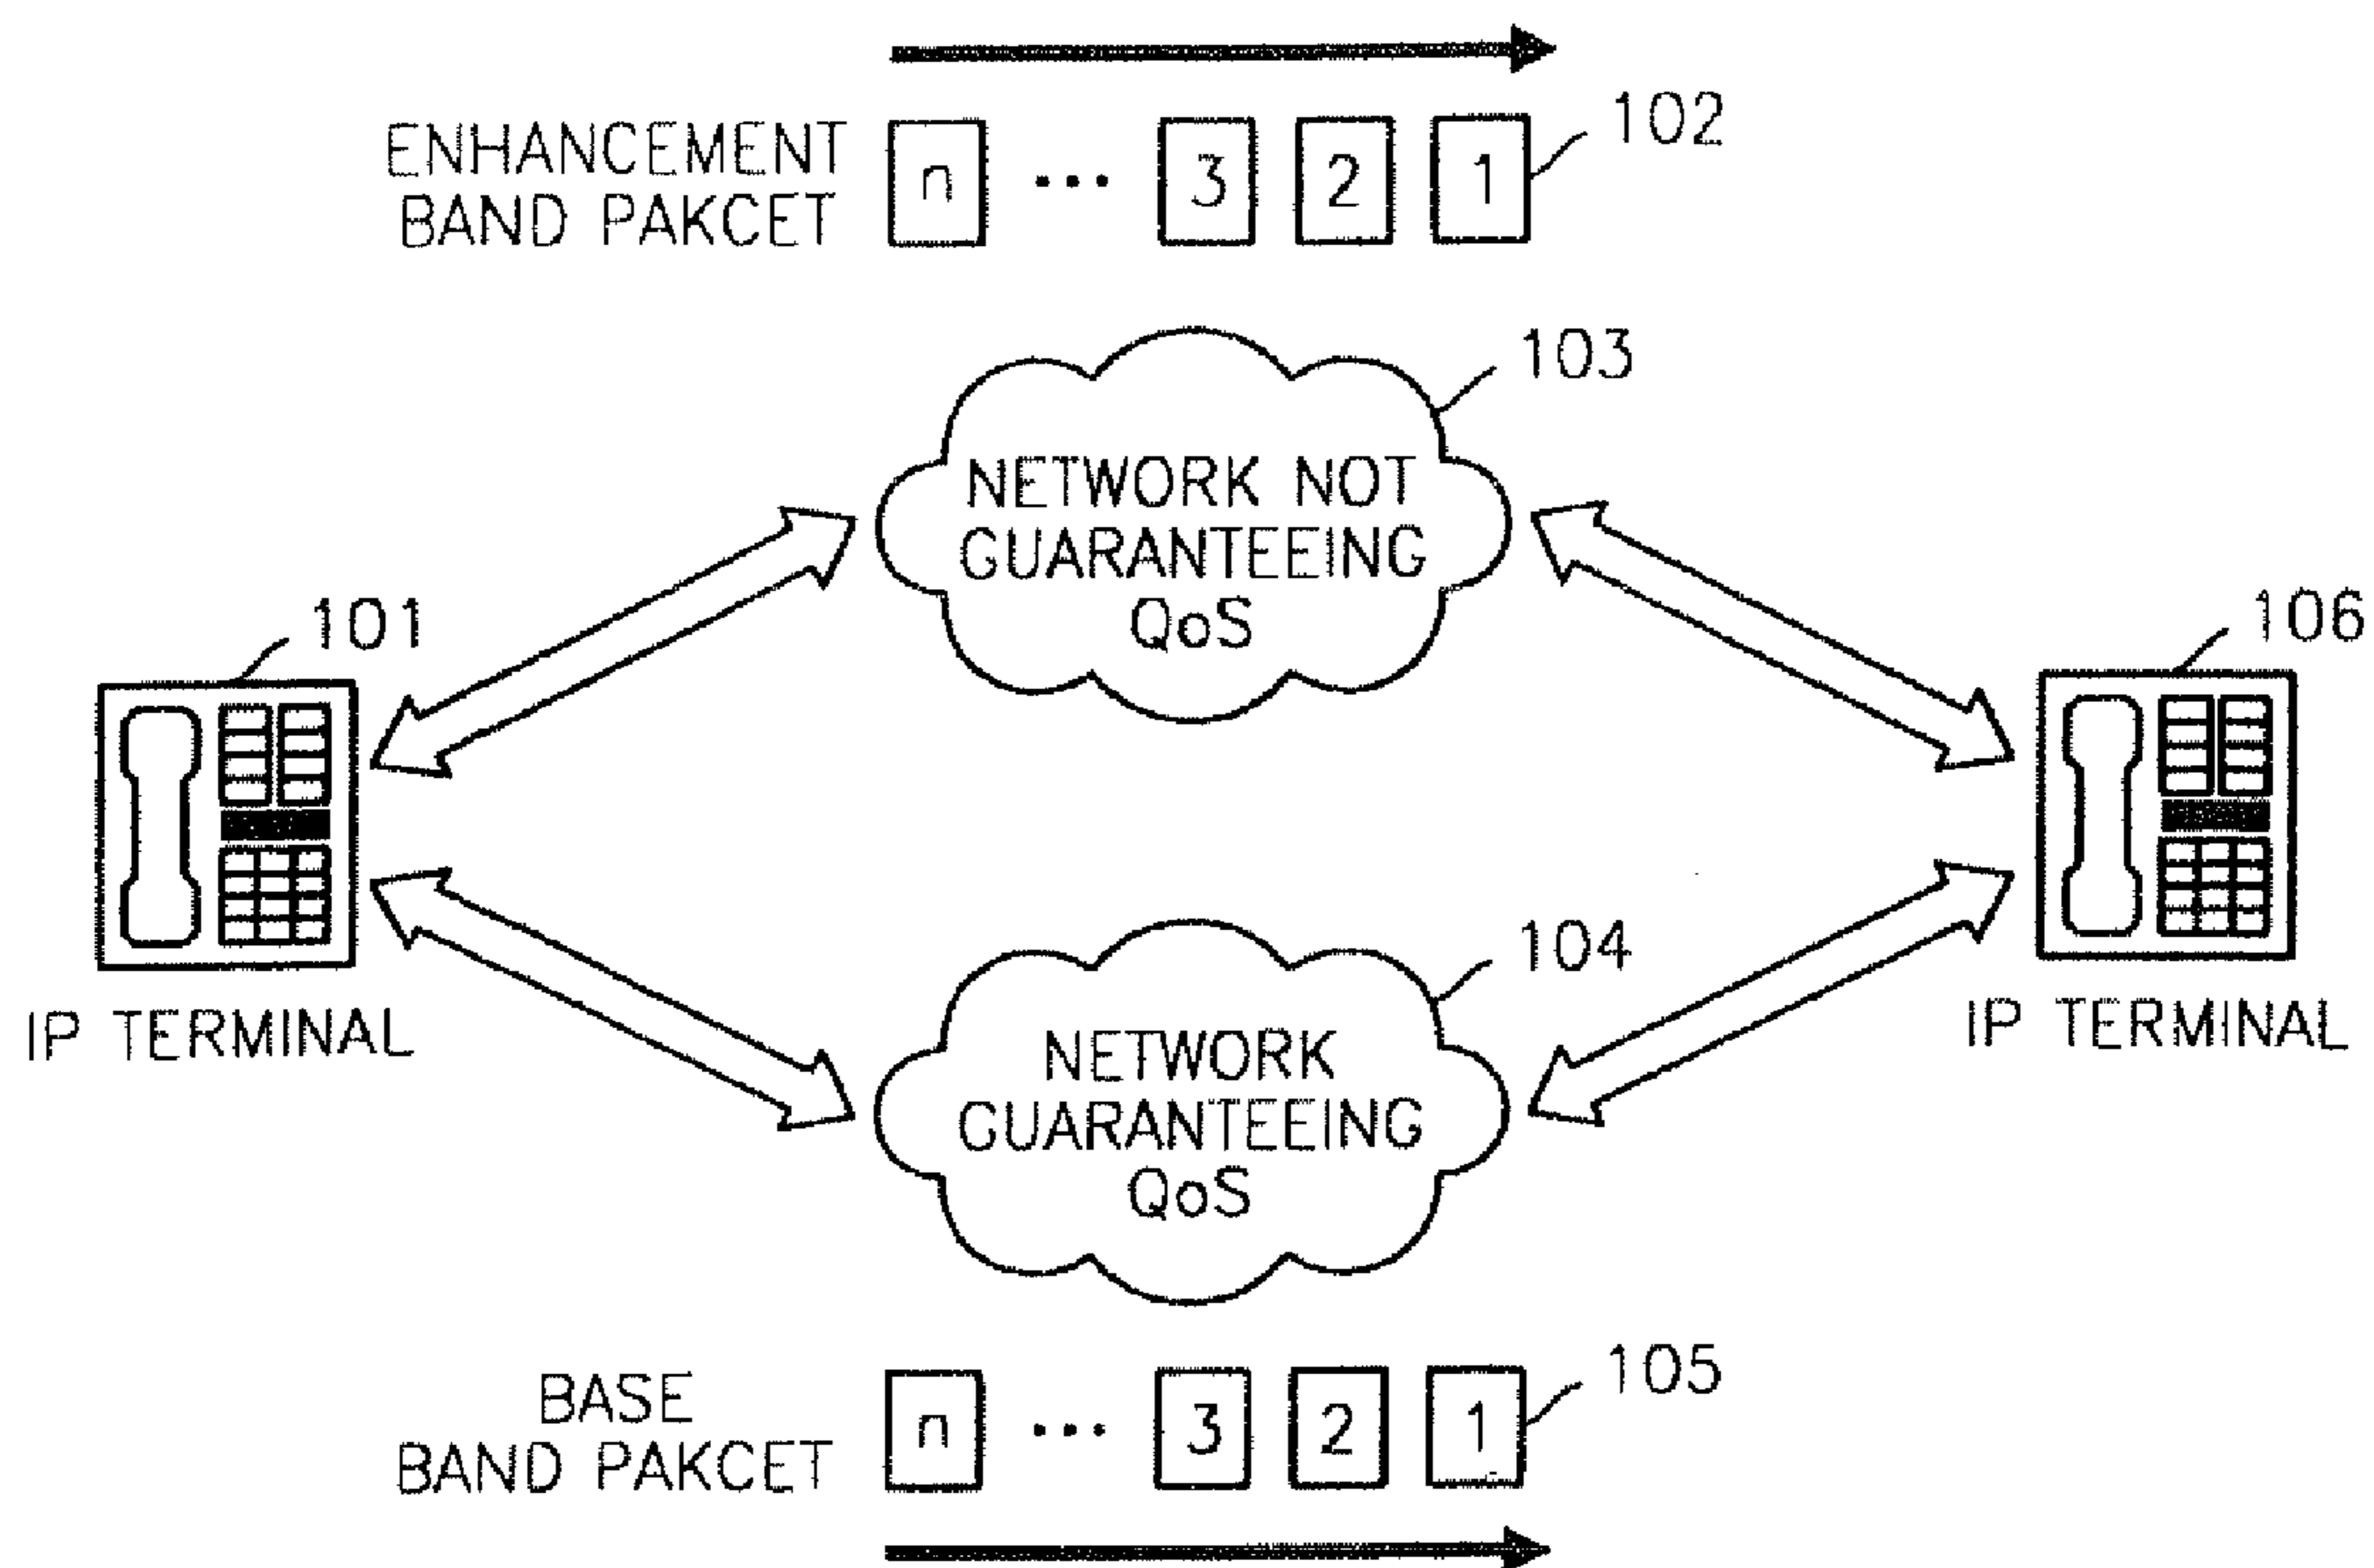 102
ENHANCEMENT
BAND PAKCET
n ... 3 2 1
103
NETWORK NOT
GUARANTEEING
QoS
101
106
IP TERMINAL
IP TERMINAL
104
NETWORK
GUARANTEEING
QoS
105
BASE
BAND PAKCET
n ... 3 2 1